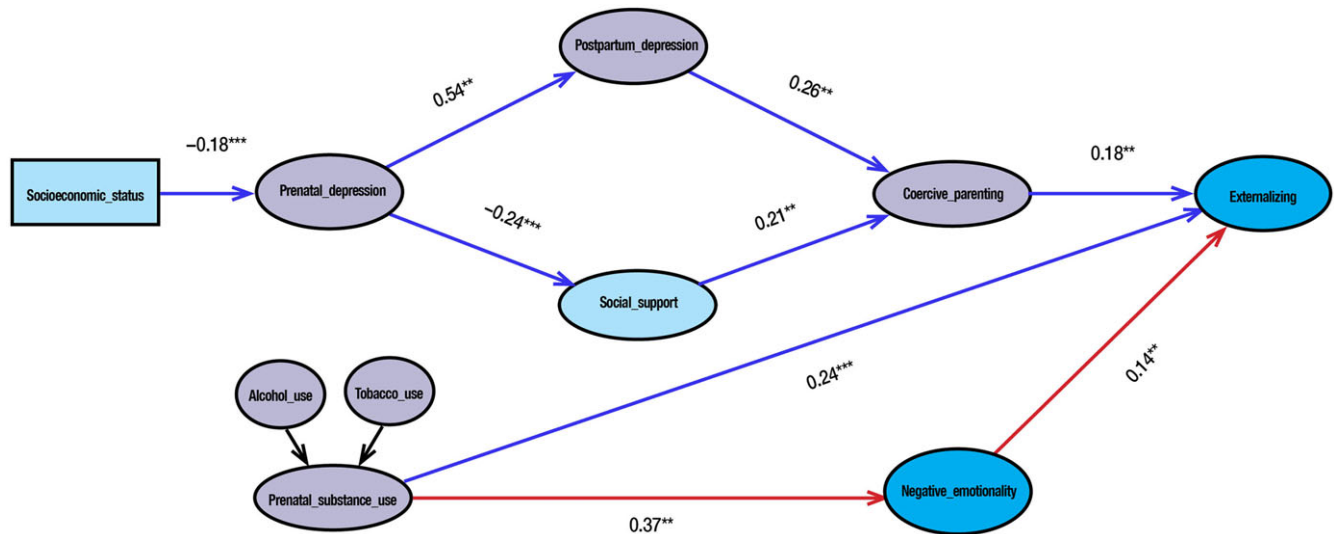 Postpartum_depression
0.54**
0.26**
−0.18***
0.18**
Socioeconomic_status
Prenatal_depression
Coercive_parenting
Externalizing
−0.24***
0.21**
Social_support
0.24***
0.14**
Alcohol_use
Tobacco_use
Prenatal_substance_use
Negative_emotionality
0.37**